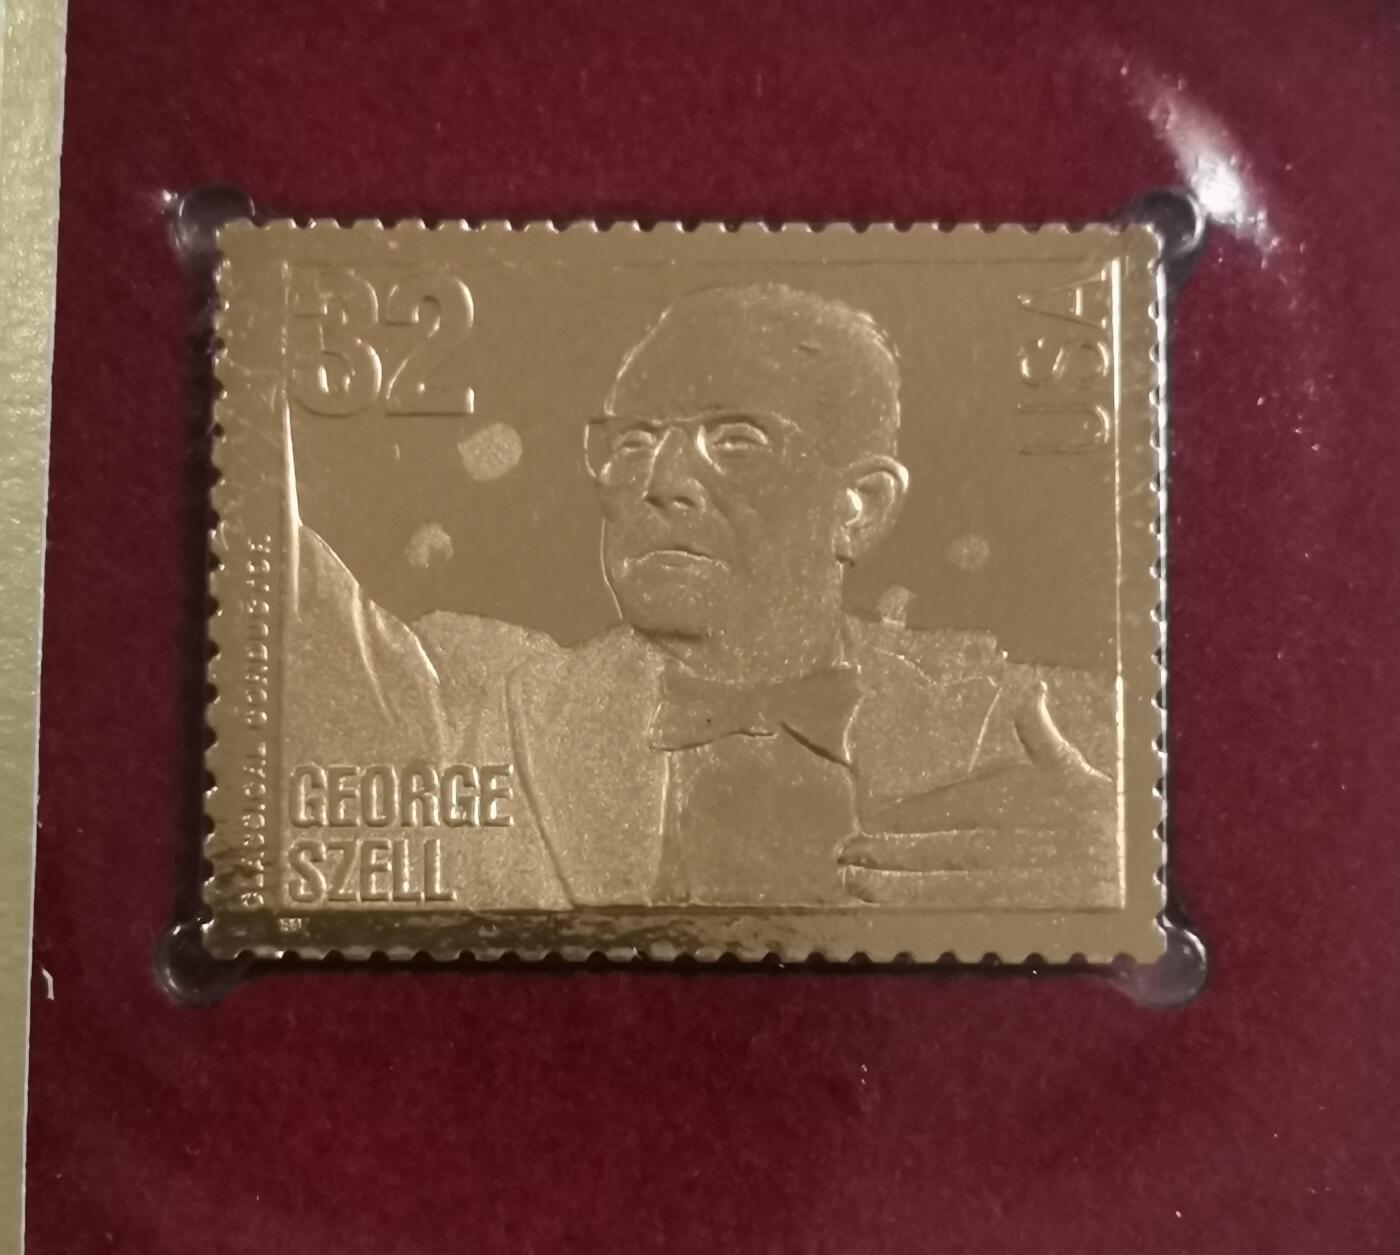 32
USA
CLASSICAL CONDUCTOR
GEORGE
SZELL